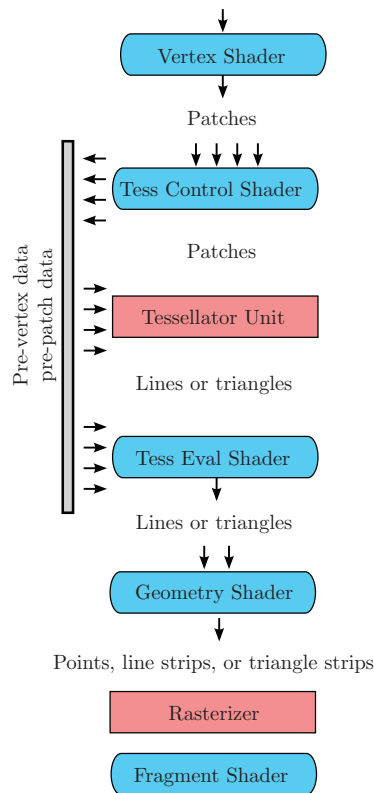 Vertex Shader
Patches
Tess Control Shader
Patches
Pre-vertex data
pre-patch data
Tessellator Unit
Lines or triangles
Tess Eval Shader
Lines or triangles
Geometry Shader
Points, line strips, or triangle strips
Rasterizer
Fragment Shader